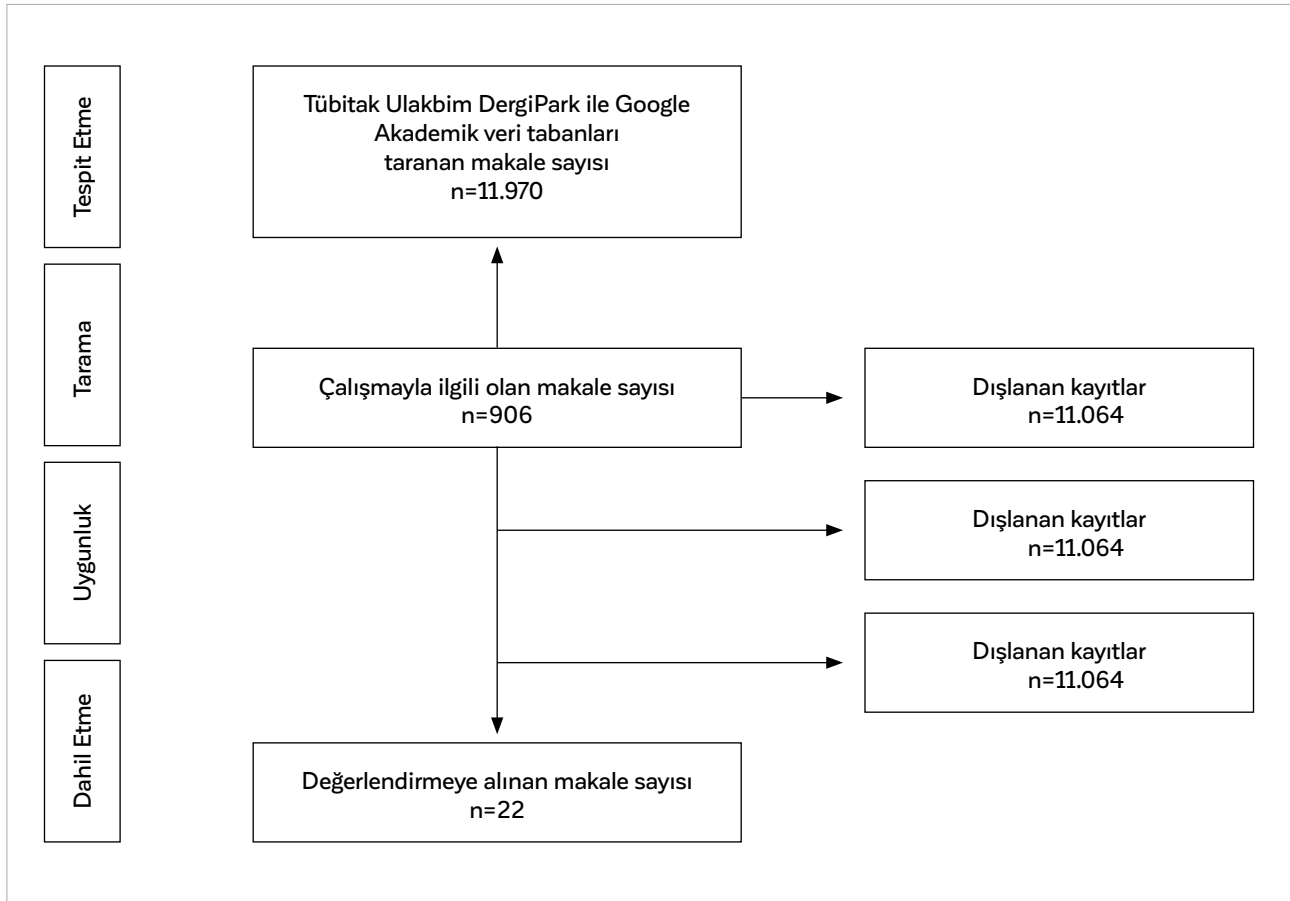 Tespit Etme
Tübitak Ulakbim DergiPark ile Google
Akademik veri tabanları
taranan makale sayısı
n=11.970
Tarama
Çalışmayla ilgili olan makale sayısı
n=906
Dışlanan kayıtlar
n=11.064
Uygunluk
Dışlanan kayıtlar
n=11.064
Dışlanan kayıtlar
n=11.064
Dahil Etme
Değerlendirmeye alınan makale sayısı
n=22